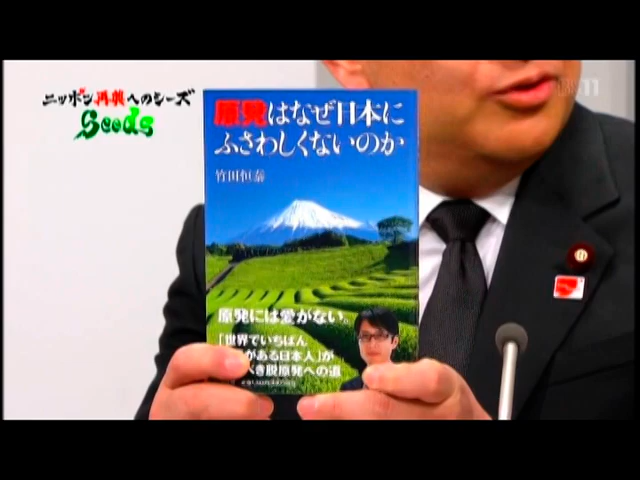 ニッポン再興へのシーズ
Seeds
BS11
原発はなぜ日本に
ふさわしくないのか
竹田恒泰
原発には愛がない。
「世界でいちばん
がある日本人」が
べき脱原発への道